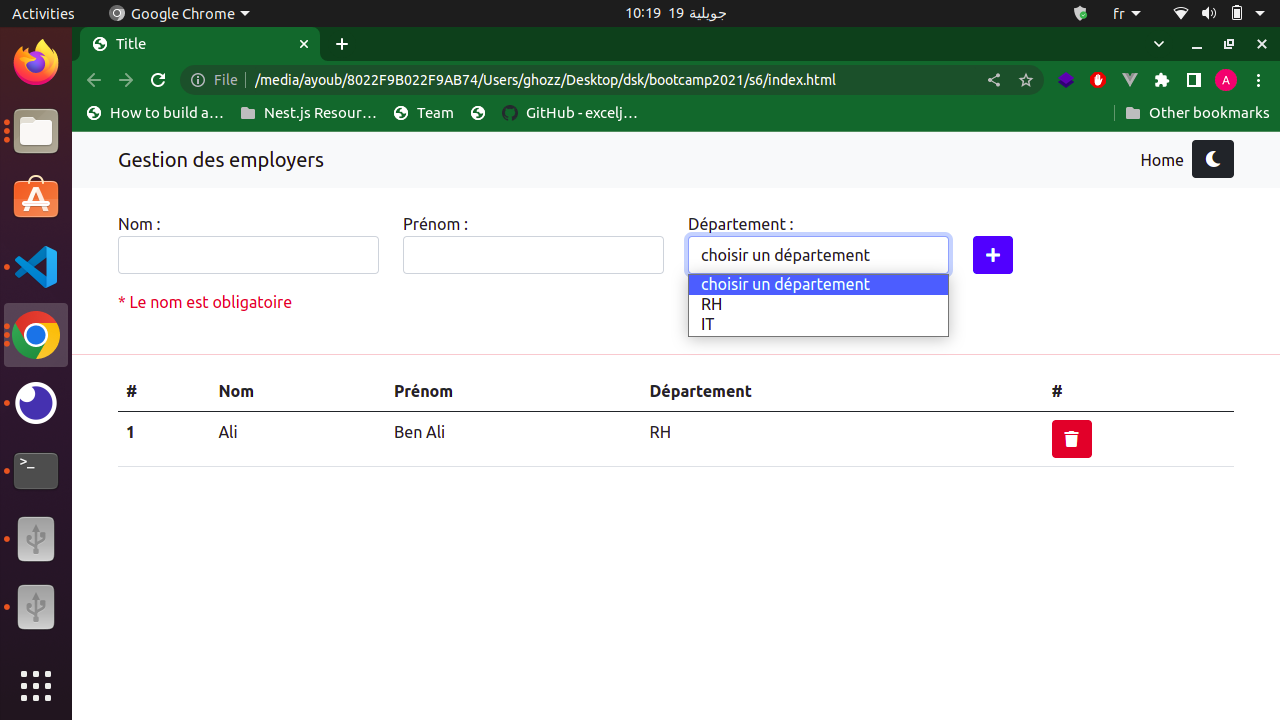 Activities Google Chrome 10:19 19 جويلية fr
Title
File /media/ayoub/8022F9B022F9AB74/Users/ghozz/Desktop/dsk/bootcamp2021/s6/index.html A
How to build a… Nest.js Resour… Team GitHub - excelj… Other bookmarks
Gestion des employers Home
Nom : Prénom : Département :
choisir un département
choisir un département
* Le nom est obligatoire RH
IT
# Nom Prénom Département #
1 Ali Ben Ali RH
>_